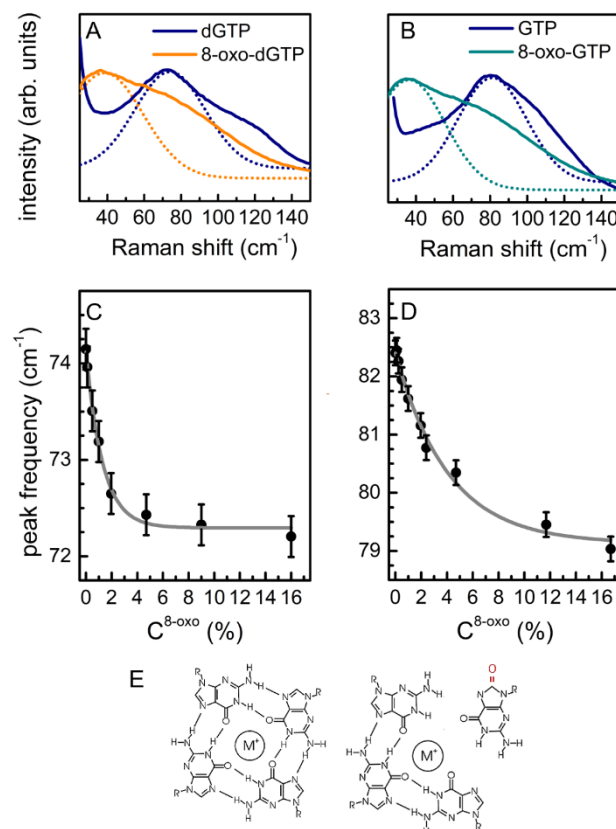 A
dGTP
8-oxo-dGTP
B
GTP
8-oxo-GTP
intensity (arb. units)
40 60 80 100 120 140
Raman shift (cm⁻¹)
40 60 80 100 120 140
Raman shift (cm⁻¹)
C
74
73
72
peak frequency (cm⁻¹)
0 2 4 6 8 10 12 14 16
C⁸⁻ᵒˣᵒ (%)
D
83
82
81
80
79
0 2 4 6 8 10 12 14 16
C⁸⁻ᵒˣᵒ (%)
E
M⁺
M⁺